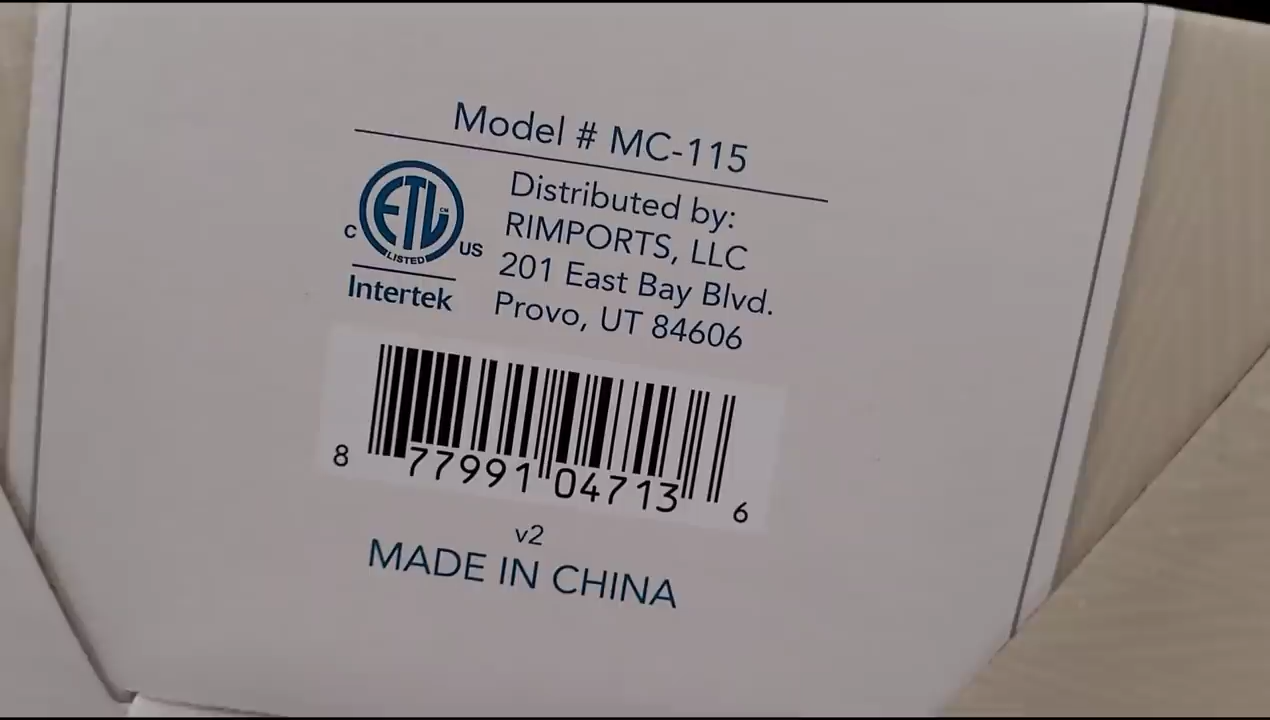 Model # MC-115
ETL CM
C LISTED US
Intertek
Distributed by:
RIMPORTS, LLC
201 East Bay Blvd.
Provo, UT 84606
8 77991 04713 6
v2
MADE IN CHINA